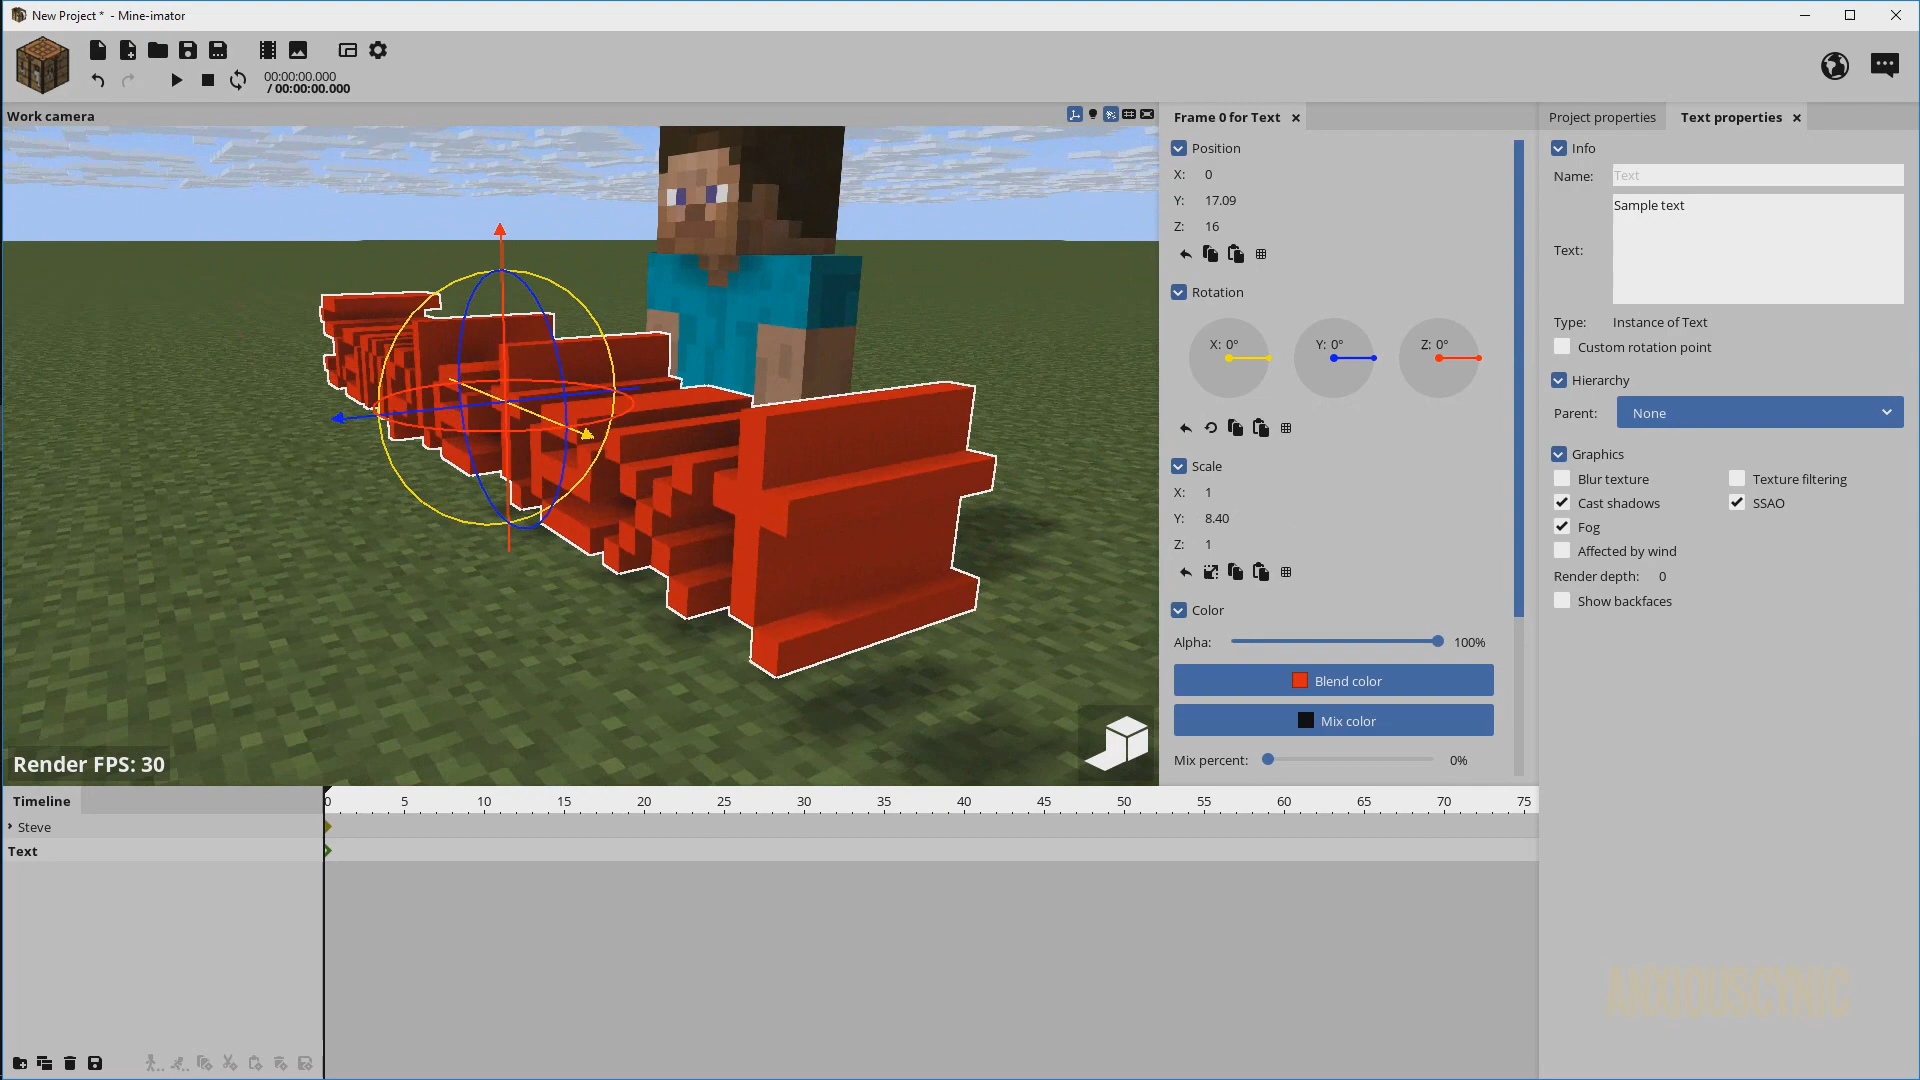 New Project * - Mine-imator
00:00:00.000
/ 00:00:00.000
Work camera
Render FPS: 30
Frame 0 for Text
Position
X: 0
Y: 17.09
Z: 16
Rotation
X: 0°
Y: 0°
Z: 0°
Scale
X: 1
Y: 8.40
Z: 1
Color
Alpha: 100%
Blend color
Mix color
Mix percent: 0%
Project properties
Text properties
Info
Name: Text
Text: Sample text
Type: Instance of Text
Custom rotation point
Hierarchy
Parent: None
Graphics
Blur texture
Texture filtering
Cast shadows
SSAO
Fog
Affected by wind
Render depth: 0
Show backfaces
Timeline
0 5 10 15 20 25 30 35 40 45 50 55 60 65 70 75
Steve
Text
ANXIOUSCYNIC